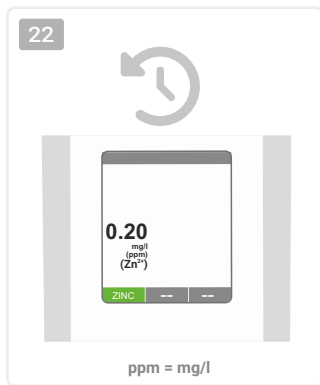 22
0.20
mg/l
(ppm)
(Zn²⁺)
ZINC -- --
ppm = mg/l